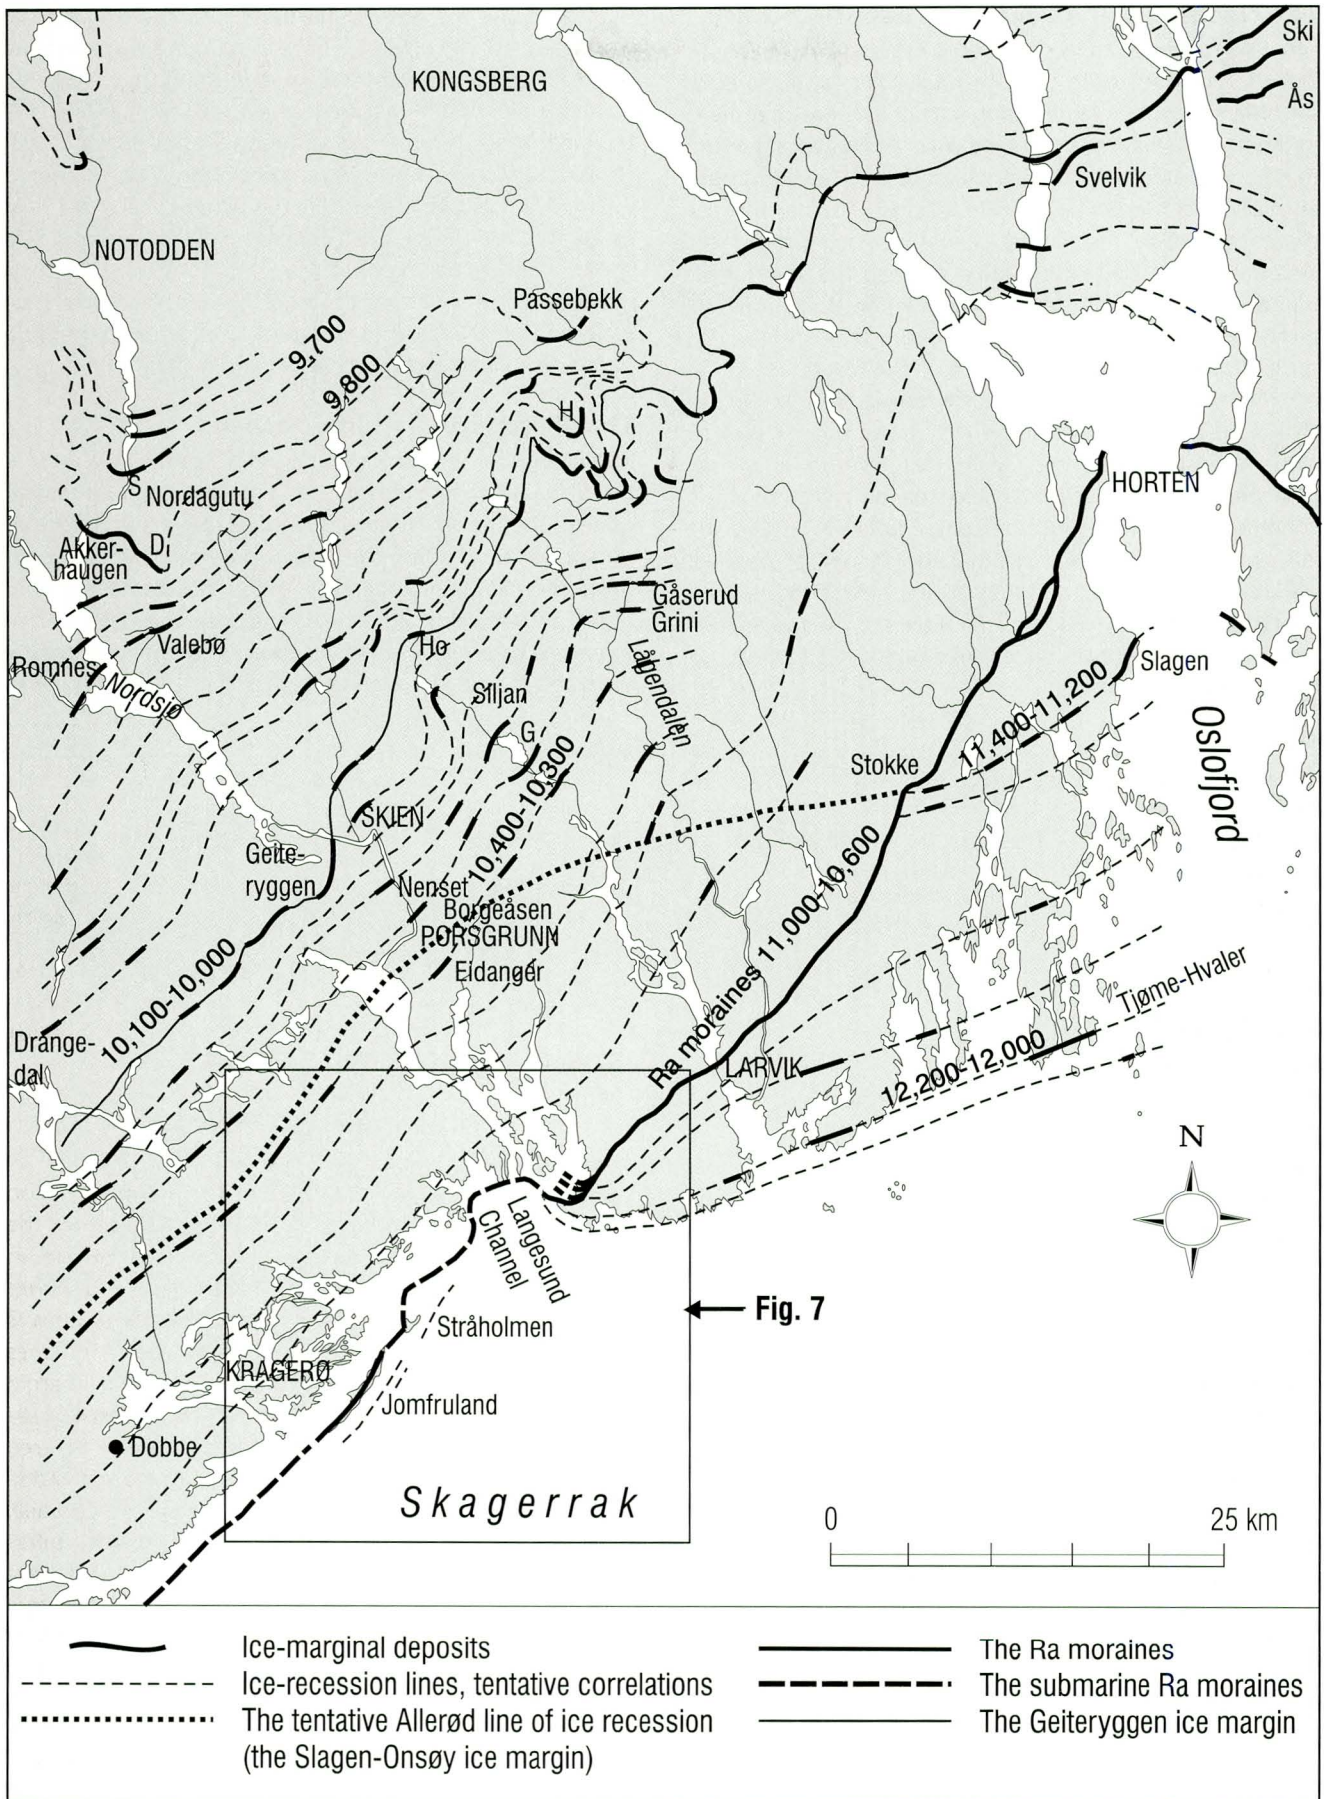 Ski
KONGSBERG
Ås
Svelvik
NOTODDEN
Passebekk
9,700
9,800
H
HORTEN
S
Nordagutu
Akker-
haugen
D
Gåserud
Grini
Valebø
Ho
Lågendalen
Slagen
Romnes
Nordsjø
Siljan
G
11,400-11,200
Oslofjord
Stokke
10,400-10,300
SKIEN
Geite-
ryggen
Nenset
Borgeåsen
PORSGRUNN
Eidanger
Ra moraines 11,000-10,600
10,100-10,000
Tjøme-Hvaler
Drange-
dal
LARVIK
12,200-12,000
N
Langesund
Channel
Fig. 7
Stråholmen
KRAGERØ
Jomfruland
Dobbe
Skagerrak
0 25 km
Ice-marginal deposits
Ice-recession lines, tentative correlations
The tentative Allerød line of ice recession
(the Slagen-Onsøy ice margin)
The Ra moraines
The submarine Ra moraines
The Geiteryggen ice margin